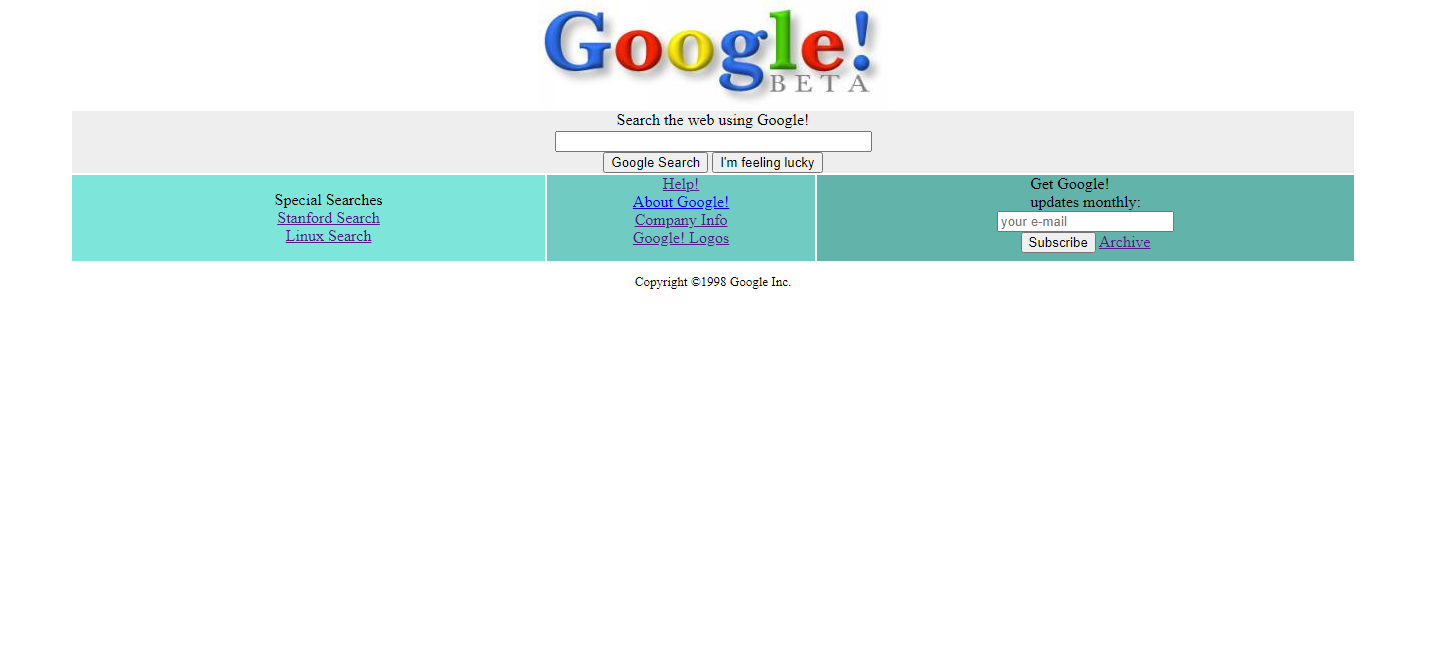 Google!
BETA
Search the web using Google!
Google Search I'm feeling lucky
Special Searches
Stanford Search
Linux Search
Help!
About Google!
Company Info
Google! Logos
Get Google!
updates monthly:
your e-mail
Subscribe Archive
Copyright ©1998 Google Inc.